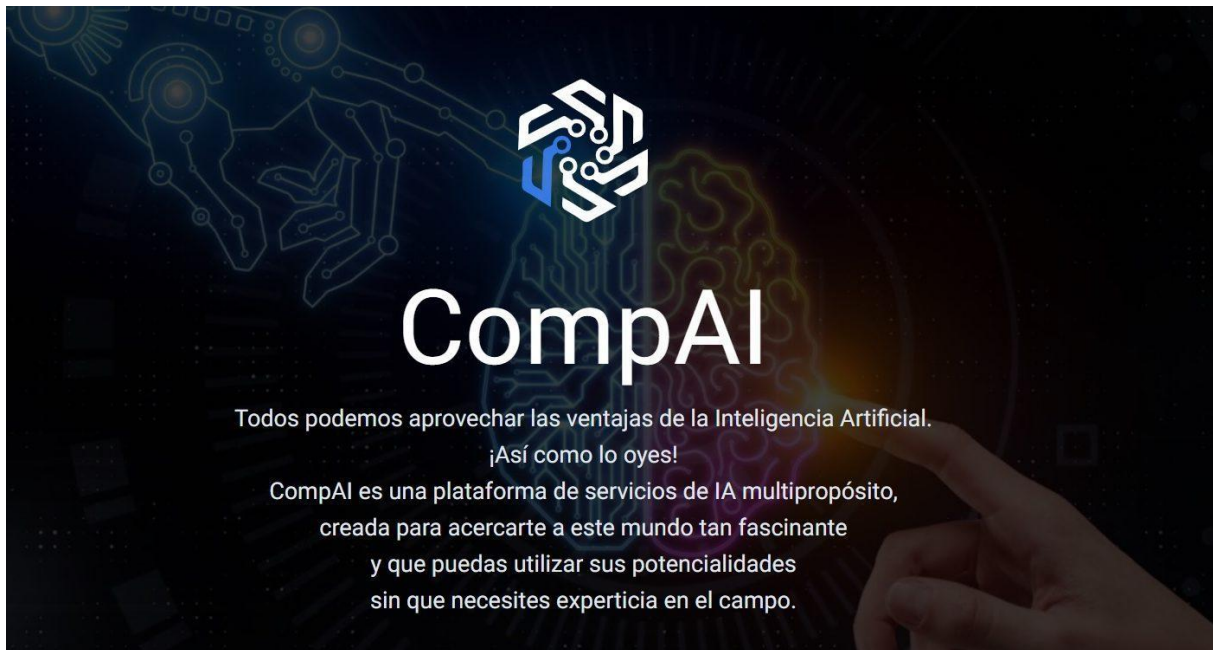 CompAI
Todos podemos aprovechar las ventajas de la Inteligencia Artificial.
¡Así como lo oyes!
CompAI es una plataforma de servicios de IA multipropósito,
creada para acercarte a este mundo tan fascinante
y que puedas utilizar sus potencialidades
sin que necesites experticia en el campo.